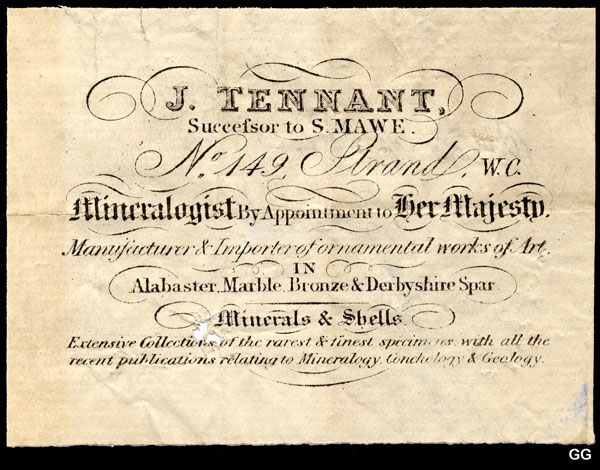 J. TENNANT,
Succeſsor to S. MAWE.
No. 149, Strand, W.C.
Mineralogist By Appointment to Her Majesty.
Manufacturer & Importer of ornamental works of Art.
IN
Alabaster, Marble, Bronze & Derbyshire Spar
Minerals & Shells.
Extensive Collections of the rarest & finest specimens with all the
recent publications relating to Mineralogy, Conchology & Geology.
GG